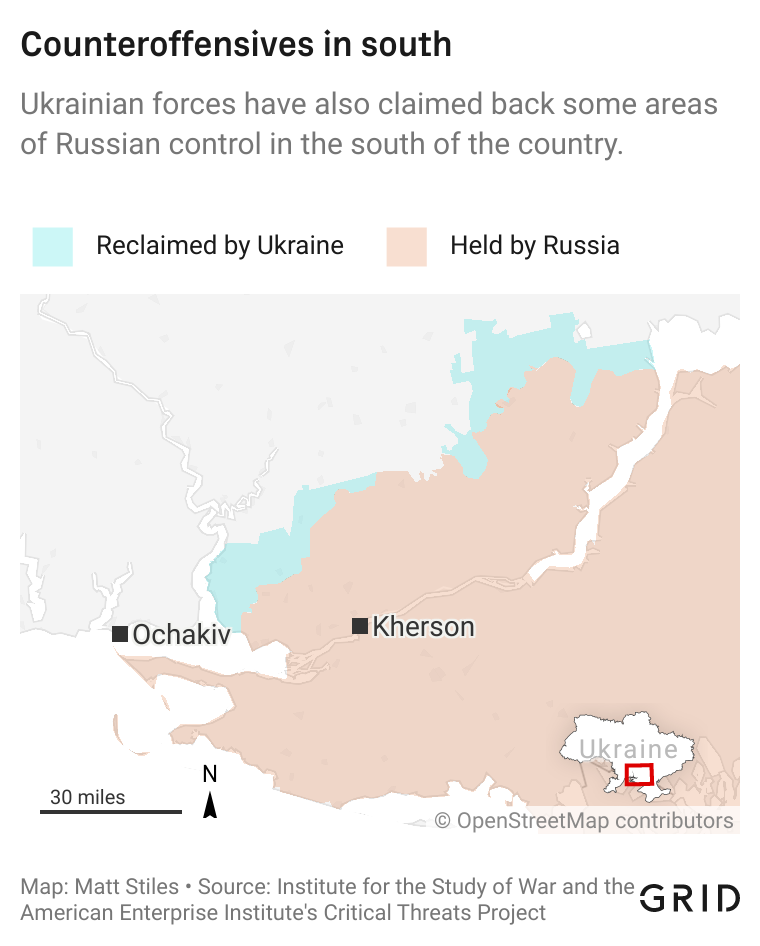 Counteroffensives in south
Ukrainian forces have also claimed back some areas
of Russian control in the south of the country.
Reclaimed by Ukraine
Held by Russia
Ochakiv
Kherson
Ukraine
N
30 miles
© OpenStreetMap contributors
Map: Matt Stiles • Source: Institute for the Study of War and the
American Enterprise Institute's Critical Threats Project
GRID